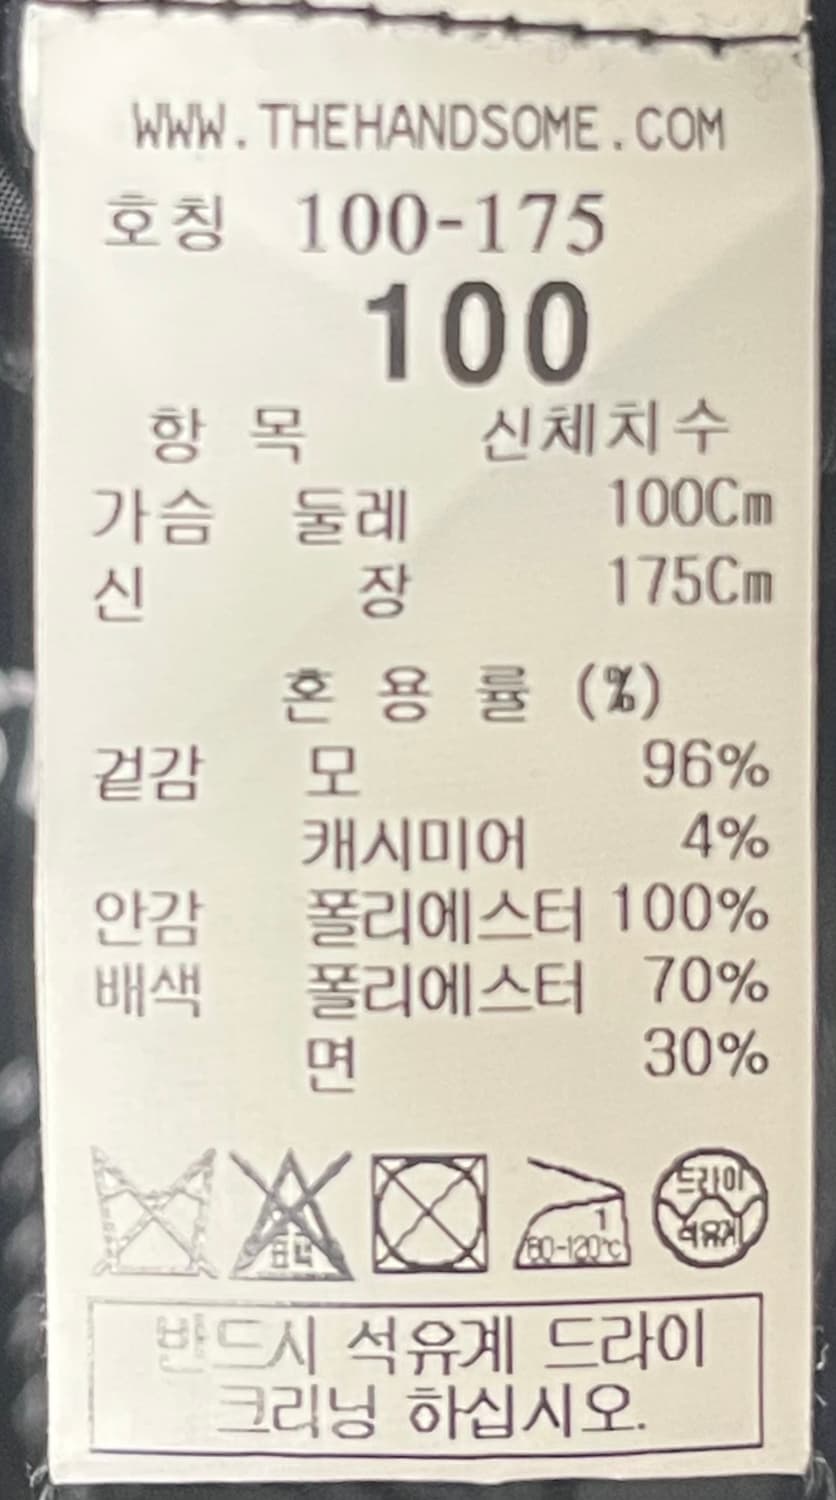 WWW.THEHANDSOME.COM
호칭 100-175
100
항 목 신체치수
가슴 둘레 100Cm
신 장 175Cm
혼 용 률 (%)
겉감 모 96%
캐시미어 4%
안감 폴리에스터 100%
배색 폴리에스터 70%
면 30%
표백
1
80-120℃
드라이
석유계
반드시 석유계 드라이
크리닝 하십시오.